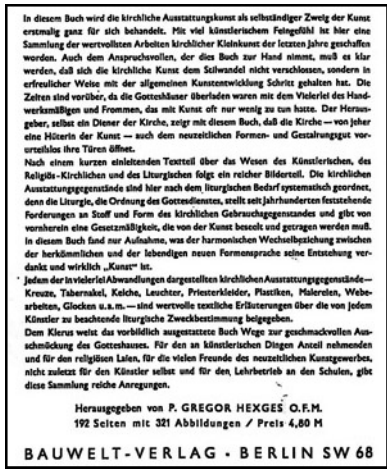 In diesem Buch wird die kirchliche Ausstattungskunst als selbständiger Zweig der Kunst
erstmalig ganz für sich behandelt. Mit viel künstlerischem Feingefühl ist hier eine
Sammlung der wertvollsten Arbeiten kirchlicher Kleinkunst der letzten Jahre geschaffen
worden. Auch dem Anspruchsvollen, der dies Buch zur Hand nimmt, muß es klar
werden, daß sich die kirchliche Kunst dem Stilwandel nicht verschlossen, sondern in
erfreulicher Weise mit der allgemeinen Kunstentwicklung Schritt gehalten hat. Die
Zeiten sind vorüber, da die Gotteshäuser überladen waren mit dem Vielerlei des Hand-
werksmäßigen und Frommen, das mit Kunst oft nur wenig zu tun hatte. Der Heraus-
geber, selbst ein Diener der Kirche, zeigt mit diesem Buch, daß die Kirche — von jeher
eine Hüterin der Kunst — auch dem neuzeitlichen Formen- und Gestaltungsgut vor-
urteilslos ihre Türen öffnet.
Nach einem kurzen einleitenden Textteil über das Wesen des Künstlerischen, des
Religiös-Kirchlichen und des Liturgischen folgt ein reicher Bilderteil. Die kirchlichen
Ausstattungsgegenstände sind hier nach dem liturgischen Bedarf systematisch geordnet,
denn die Liturgie, die Ordnung des Gottesdienstes, stellt seit Jahrhunderten feststehende
Forderungen an Stoff und Form des kirchlichen Gebrauchsgegenstandes und gibt von
vornherein eine Gesetzmäßigkeit, die von der Kunst beseelt und getragen werden muß.
In diesem Buch fand nur Aufnahme, was der harmonischen Wechselbeziehung zwischen
der herkömmlichen und der lebendigen neuen Formensprache seine Entstehung ver-
dankt und wirklich „Kunst" ist.
Jedem der in vielerlei Abwandlungen dargestellten kirchlichen Ausstattungsgegenstände —
Kreuze, Tabernakel, Kelche, Leuchter, Priesterkleider, Plastiken, Malereien, Webe-
arbeiten, Glocken u.s.m. — sind wertvolle textliche Erläuterungen über die von jedem
Künstler zu beachtende liturgische Zweckbestimmung beigegeben.
Dem Klerus weist das vorbildlich ausgestattete Buch Wege zur geschmackvollen Aus-
schmückung des Gotteshauses. Für den an künstlerischen Dingen Anteil nehmenden
und für den religiösen Laien, für die vielen Freunde des neuzeitlichen Kunstgewerbes,
nicht zuletzt für den Künstler selbst und für den Lehrbetrieb an den Schulen, gibt
diese Sammlung reiche Anregungen.
Herausgegeben von P. GREGOR HEXGES O.F.M.
192 Seiten mit 321 Abbildungen / Preis 4,80 M
BAUWELT-VERLAG · BERLIN SW 68